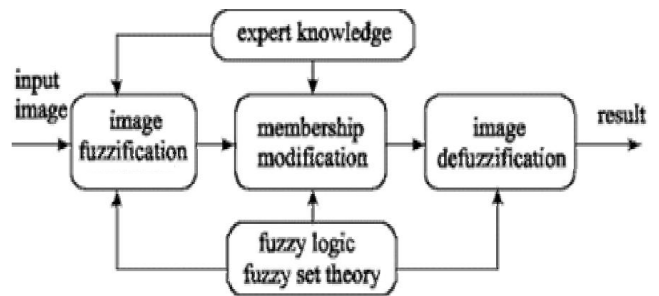 expert knowledge
input
image
image
fuzzification
membership
modification
image
defuzzification
result
fuzzy logic
fuzzy set theory